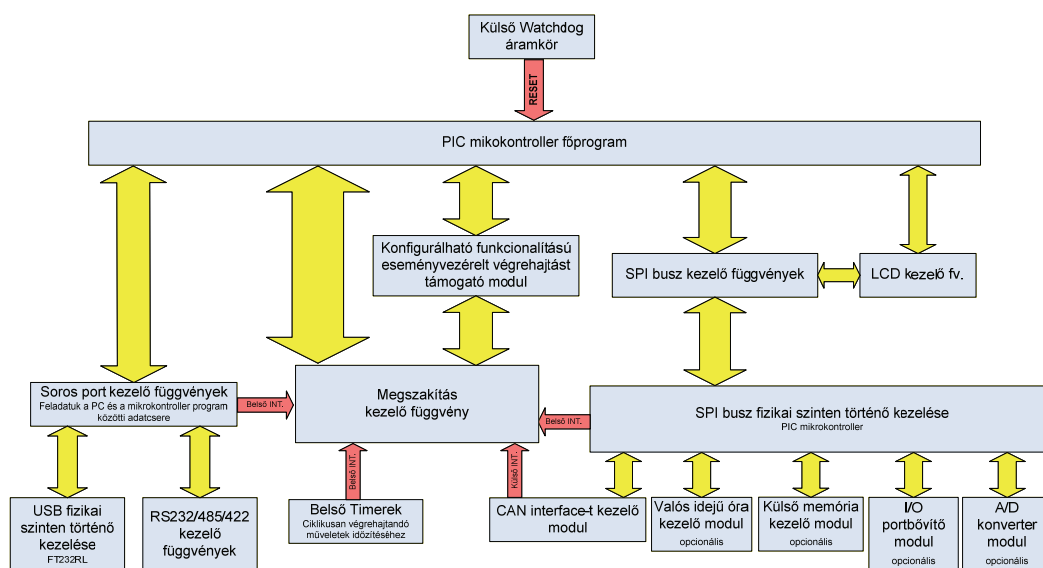 Külső Watchdog
áramkör
RESET
PIC mikokontroller főprogram
Konfigurálható funkcionalítású
eseményvezérelt végrehajtást
támogató modul
SPI busz kezelő függvények
LCD kezelő fv.
Soros port kezelő függvények
Feladatuk a PC és a mikrokontroller program
közötti adatcsere
Belső INT.
Megszakítás
kezelő függvény
Belső INT.
SPI busz fizikai szinten történő kezelése
PIC mikrokontroller
Belső INT.
Külső INT.
USB fizikai
szinten történő
kezelése
FT232RL
RS232/485/422
kezelő
függvények
Belső Timerek
Ciklikusan végrehajtandó
műveletek időzítéséhez
CAN interface-t kezelő
modul
Valós idejű óra
kezelő modul
opcionális
Külső memória
kezelő modul
opcionális
I/O
portbővítő
modul
opcionális
A/D
konverter
modul
opcionális